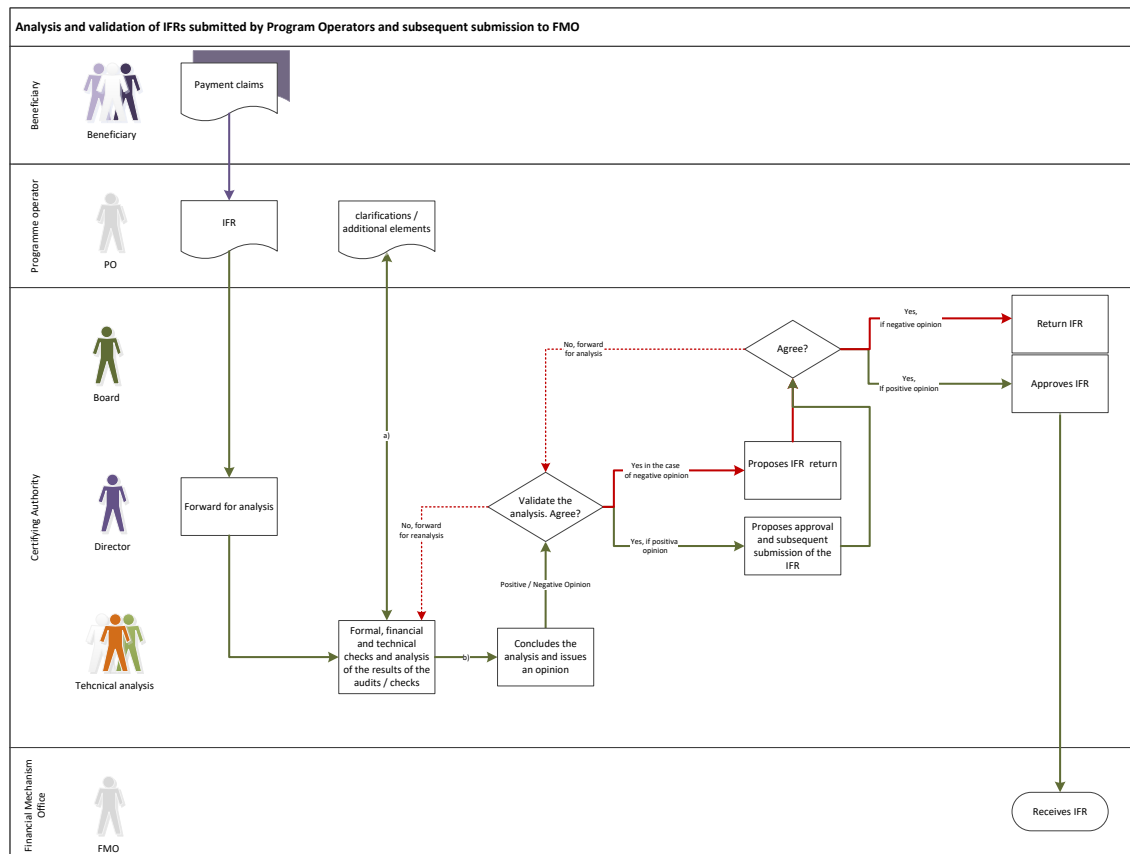 Analysis and validation of IFRs submitted by Program Operators and subsequent submission to FMO
Beneficiary
Beneficiary
Payment claims
Programme operator
PO
IFR
clarifications /
additional elements
Certifying Authority
Board
No, forward
for analysis
Agree?
Yes,
if negative opinion
Return IFR
Yes,
If positive opinion
Approves IFR
a)
Director
Forward for analysis
No, forward
for reanalysis
Validate the
analysis. Agree?
Yes in the case
of negative opinion
Proposes IFR return
Yes, if positiva
opinion
Proposes approval
and subsequent
submission of the
IFR
Positive / Negative Opinion
Tehcnical analysis
Formal, financial
and technical
checks and analysis
of the results of the
audits / checks
b)
Concludes the
analysis and issues
an opinion
Financial Mechanism
Office
FMO
Receives IFR